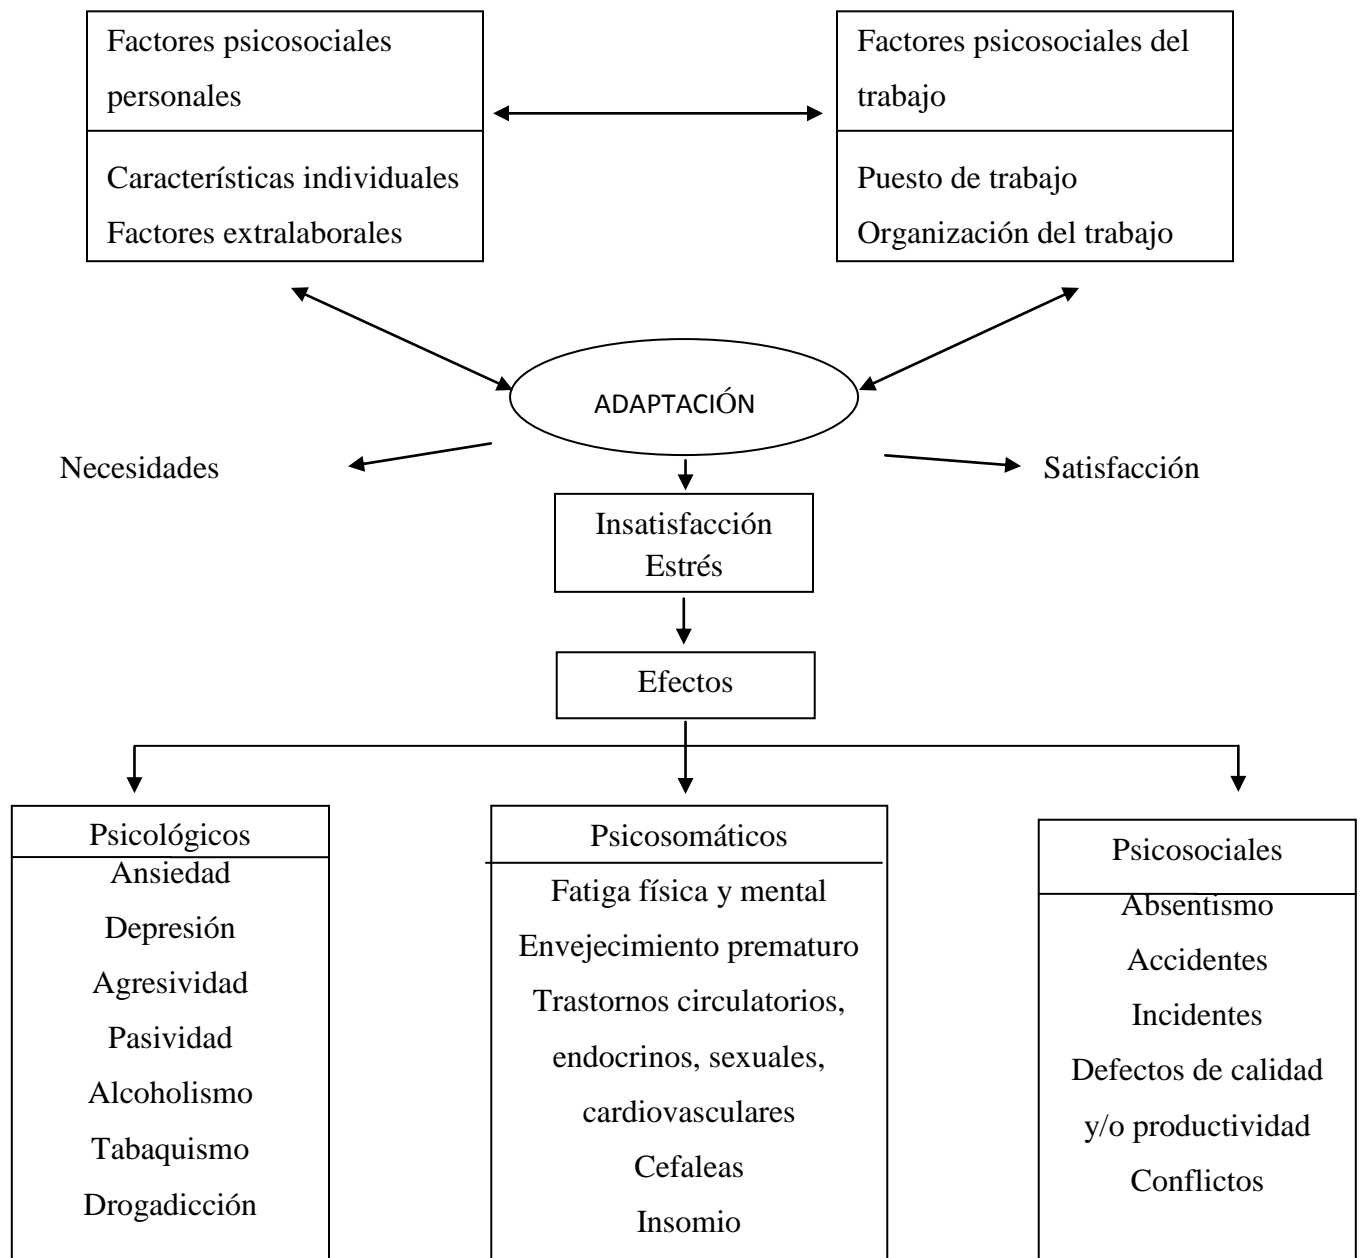 Factores psicosociales
personales
Características individuales
Factores extralaborales
Factores psicosociales del
trabajo
Puesto de trabajo
Organización del trabajo
ADAPTACIÓN
Necesidades
Satisfacción
Insatisfacción
Estrés
Efectos
Psicológicos
Ansiedad
Depresión
Agresividad
Pasividad
Alcoholismo
Tabaquismo
Drogadicción
Psicosomáticos
Fatiga física y mental
Envejecimiento prematuro
Trastornos circulatorios,
endocrinos, sexuales,
cardiovasculares
Cefaleas
Insomio
Psicosociales
Absentismo
Accidentes
Incidentes
Defectos de calidad
y/o productividad
Conflictos